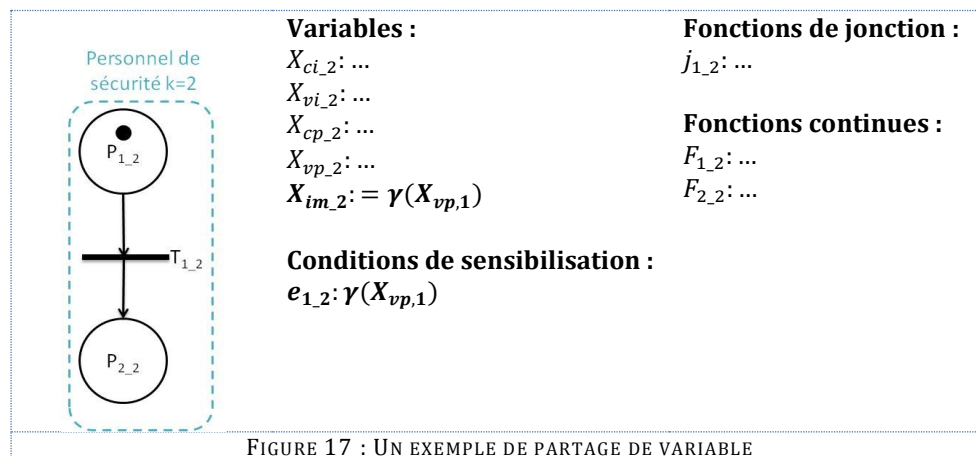 Personnel de
sécurité k=2
P1_2
T1_2
P2_2
Variables :
Xci_2: ...
Xvi_2: ...
Xcp_2: ...
Xvp_2: ...
Xim_2: = γ(Xvp,1)
Conditions de sensibilisation :
e1_2: γ(Xvp,1)
Fonctions de jonction :
j1_2: ...
Fonctions continues :
F1_2: ...
F2_2: ...
FIGURE 17 : UN EXEMPLE DE PARTAGE DE VARIABLE